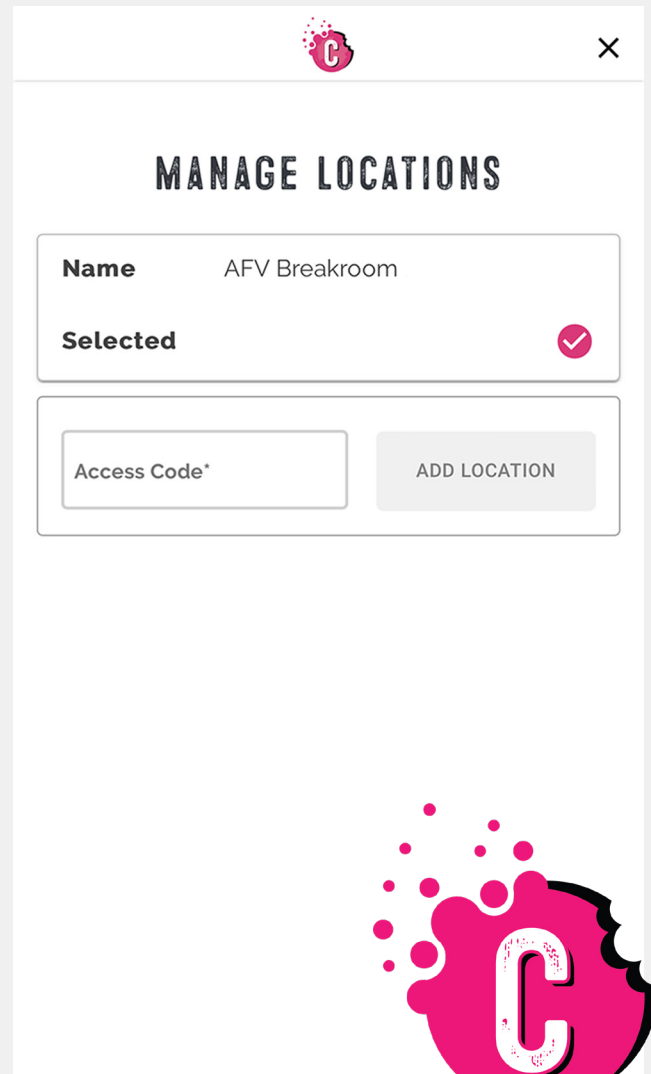 C
MANAGE LOCATIONS
Name AFV Breakroom
Selected
Access Code* ADD LOCATION
C